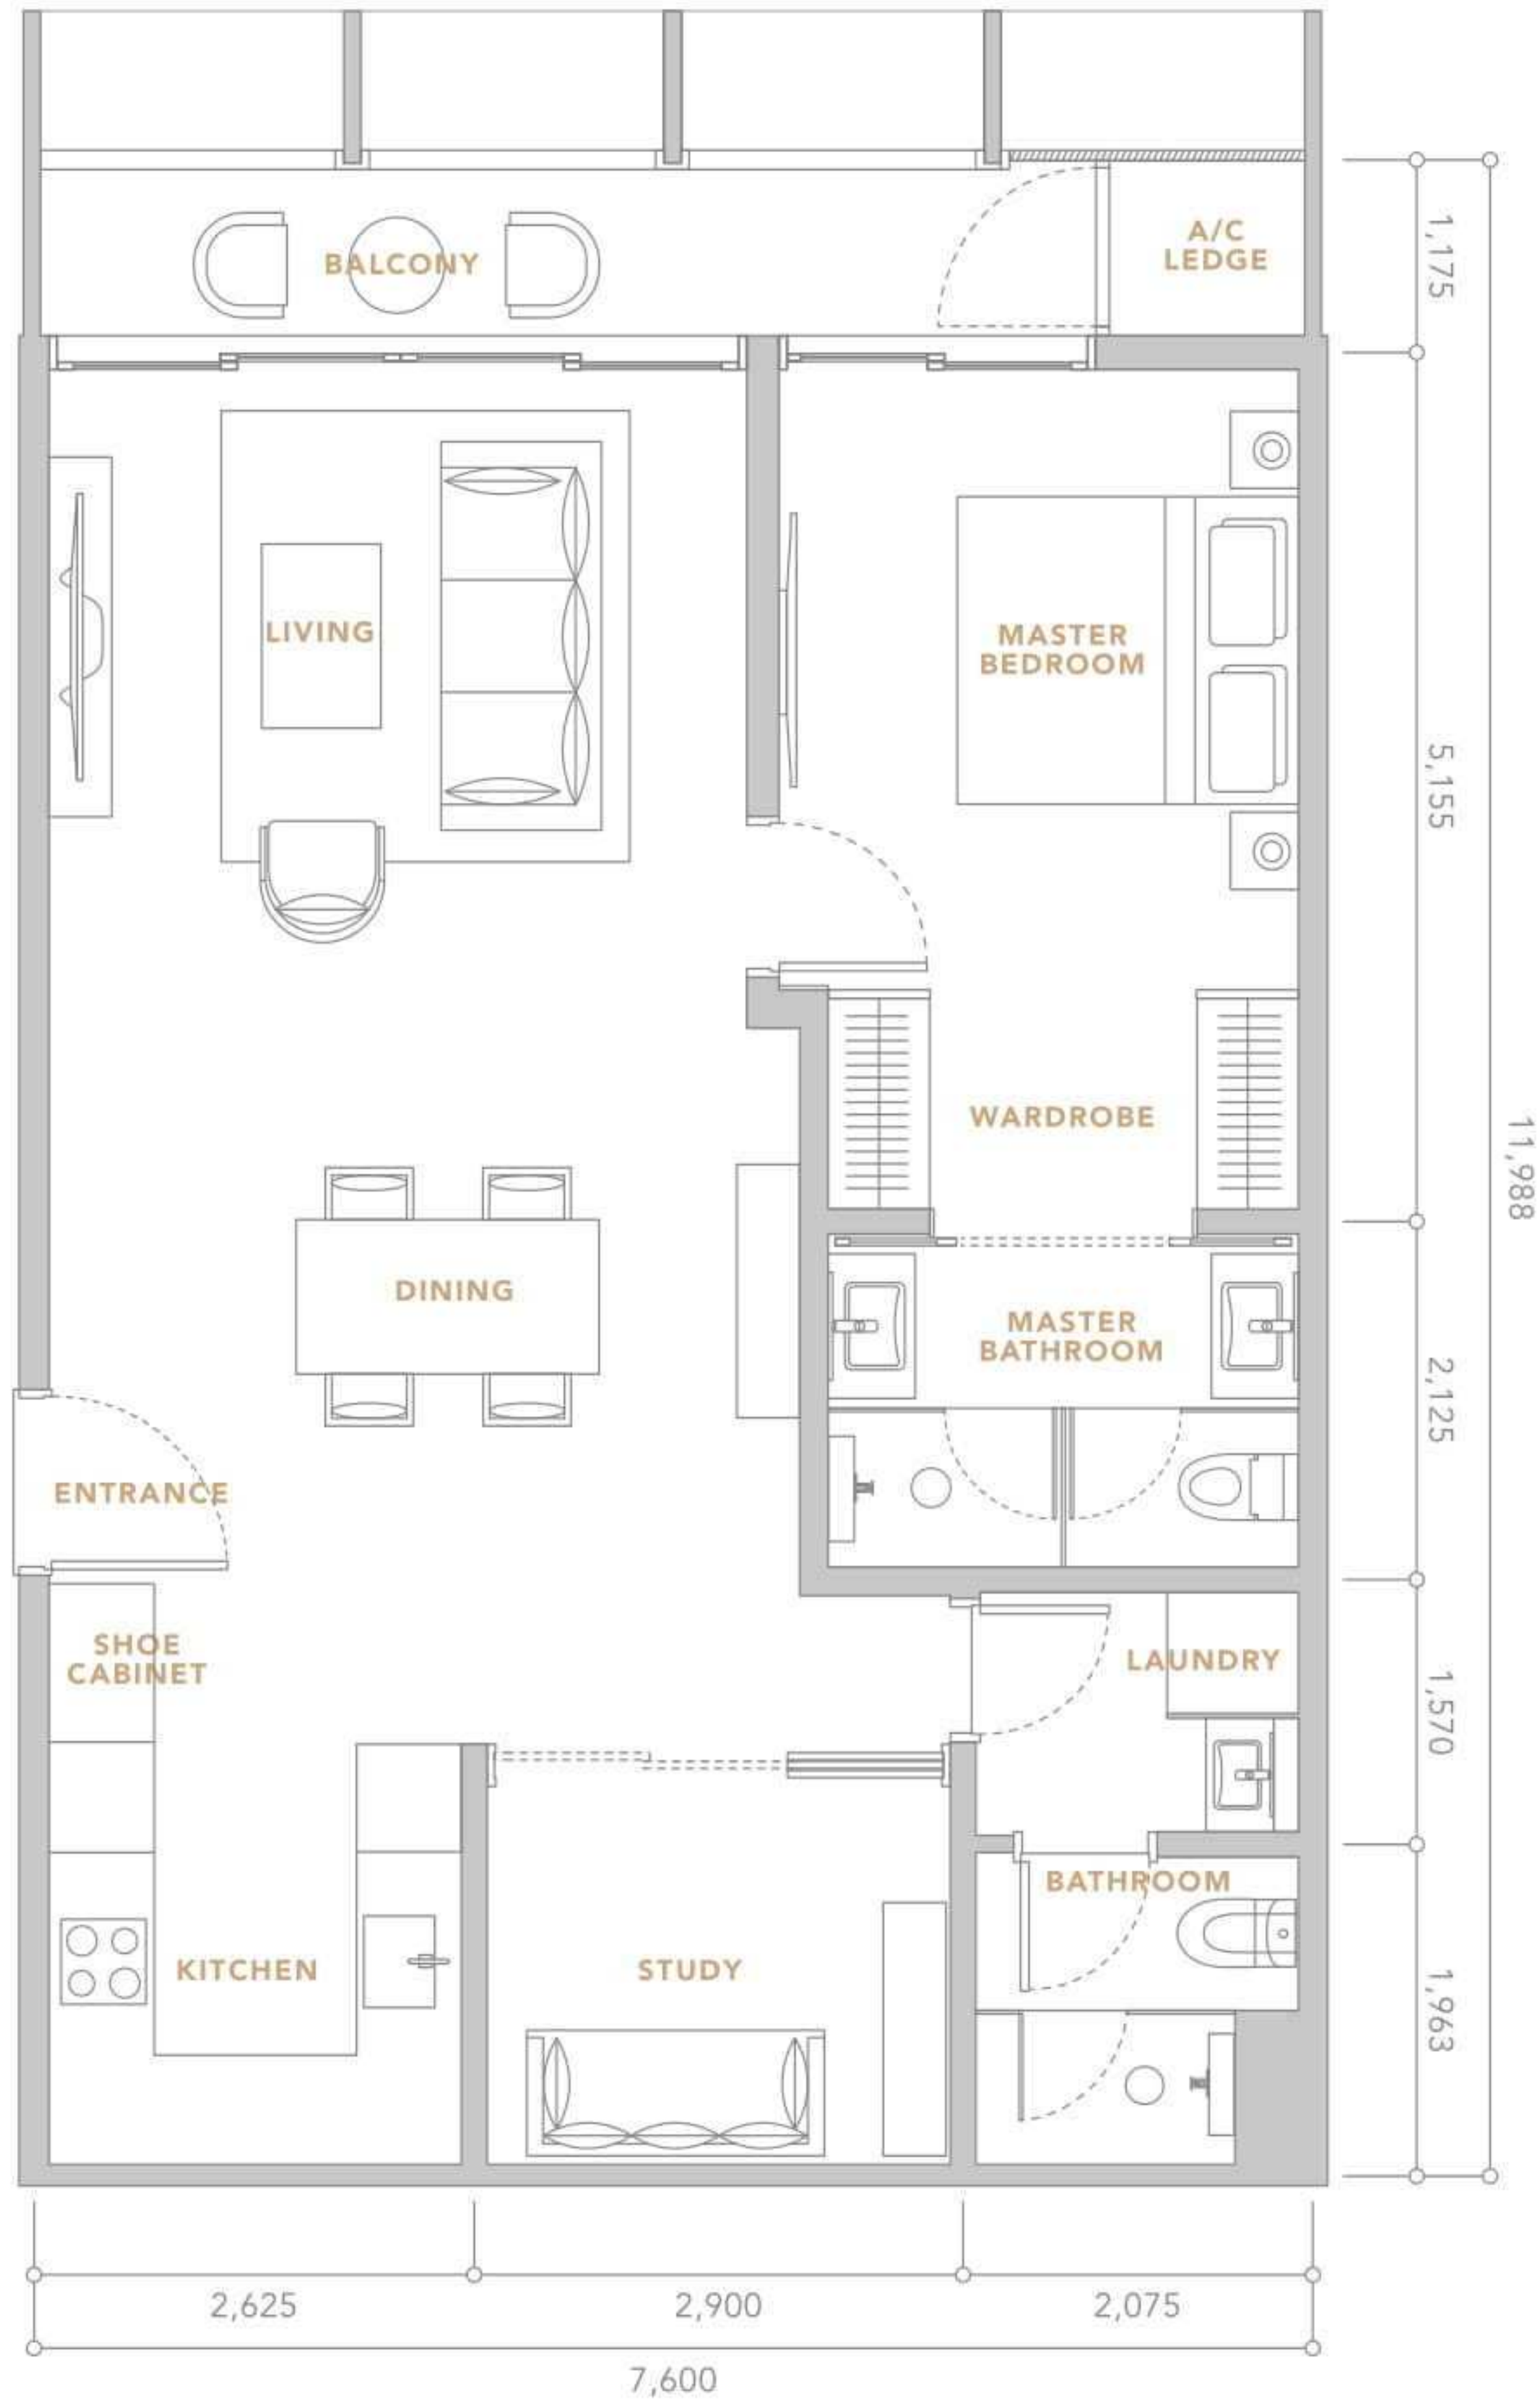 BALCONY
A/C
LEDGE
1,175
LIVING
MASTER
BEDROOM
5,155
WARDROBE
11,988
DINING
MASTER
BATHROOM
2,125
ENTRANCE
SHOE
CABINET
LAUNDRY
1,570
BATHROOM
KITCHEN
STUDY
1,963
2,625
2,900
2,075
7,600